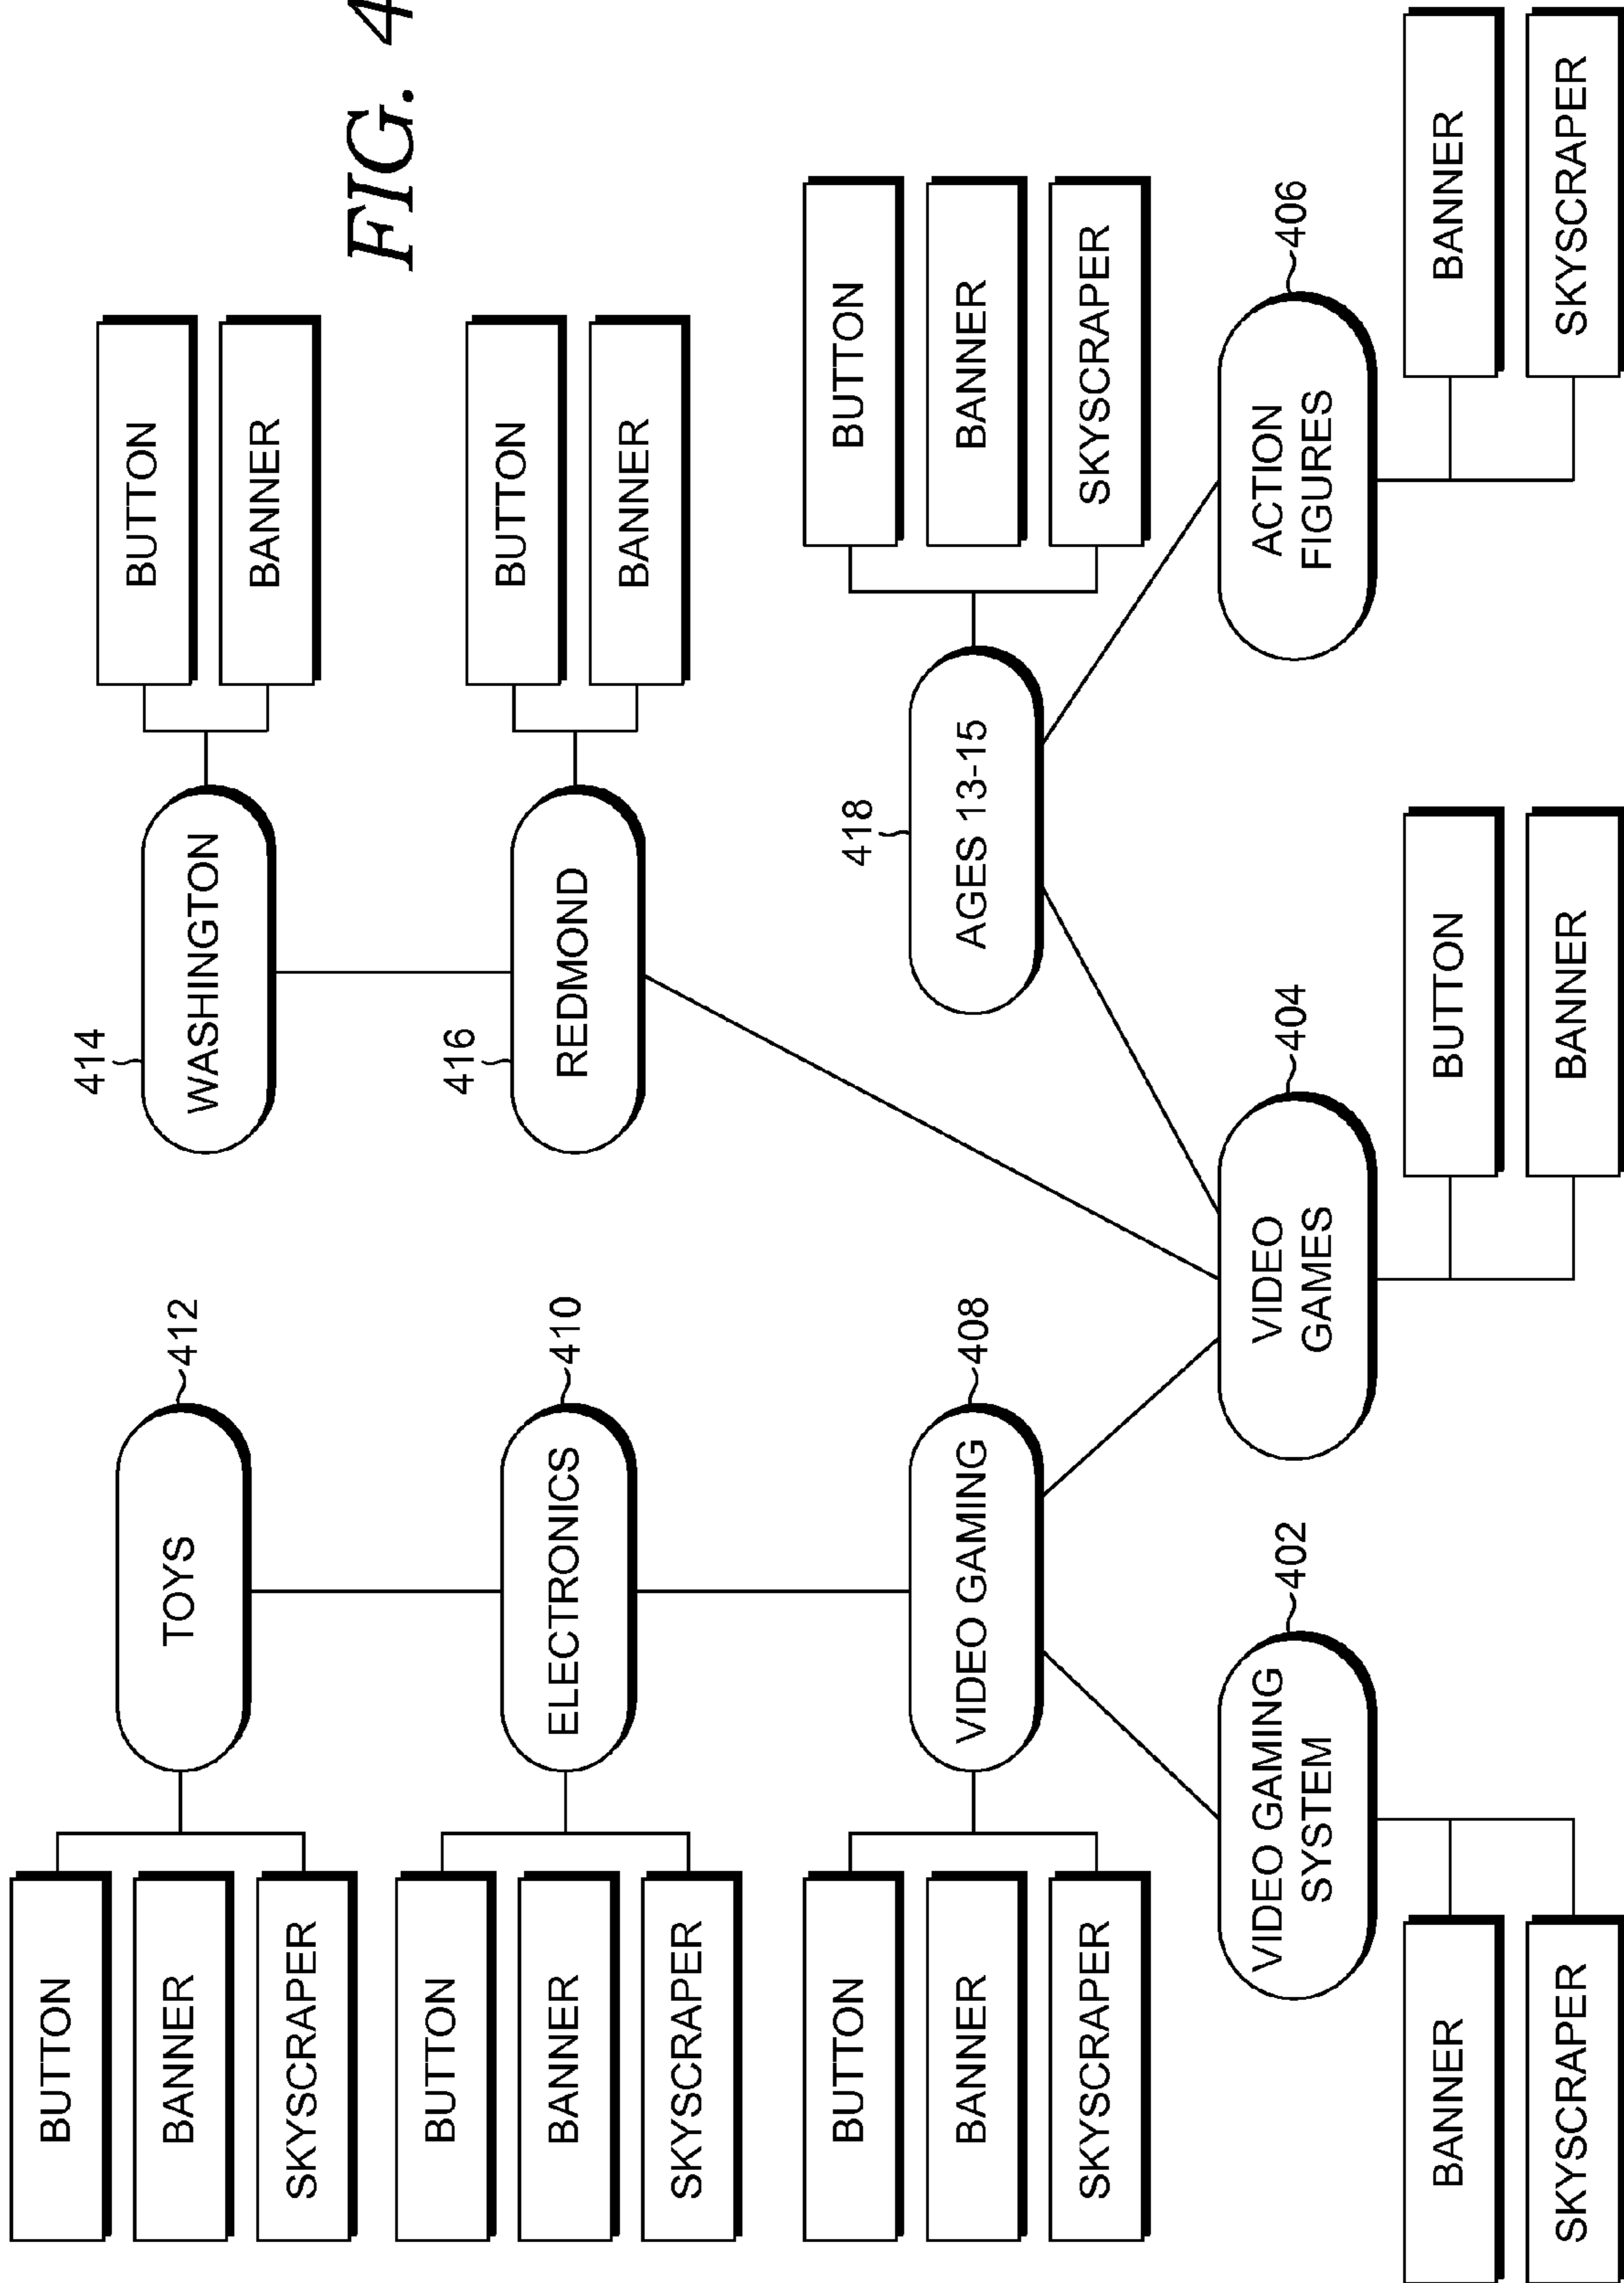 FIG. 4
412
TOYS
BUTTON
BANNER
SKYSCRAPER
414
WASHINGTON
BUTTON
BANNER
410
ELECTRONICS
BUTTON
BANNER
SKYSCRAPER
416
REDMOND
BUTTON
BANNER
408
VIDEO GAMING
BUTTON
BANNER
SKYSCRAPER
418
AGES 13-15
BUTTON
BANNER
SKYSCRAPER
402
VIDEO GAMING
SYSTEM
BANNER
SKYSCRAPER
404
VIDEO
GAMES
BUTTON
BANNER
406
ACTION
FIGURES
BANNER
SKYSCRAPER